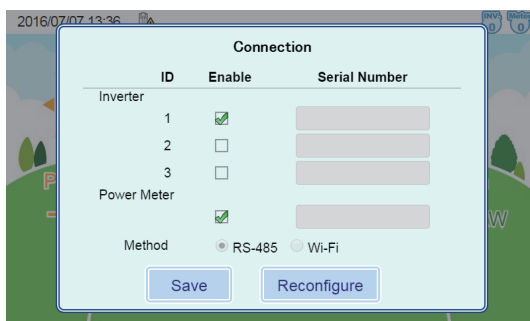 2016/07/07 13:36
INV
0
Meter
0
Connection
ID Enable Serial Number
Inverter
1
2
3
Power Meter
Method RS-485 Wi-Fi
Save Reconfigure
P
W